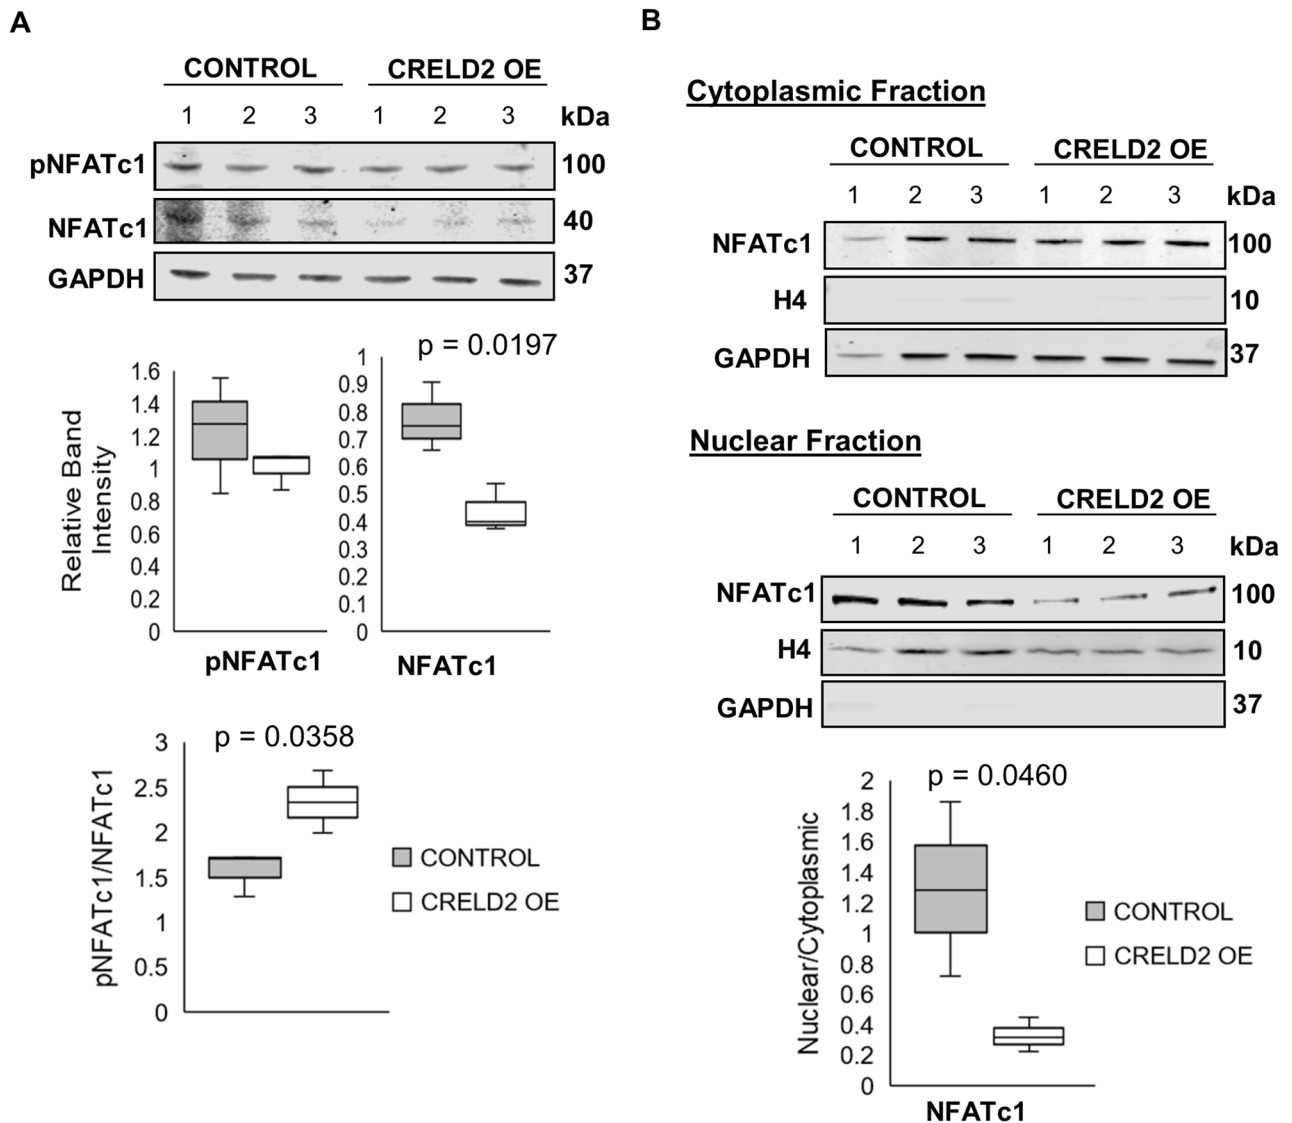 A
CONTROL CRELD2 OE
1 2 3 1 2 3 kDa
pNFATc1 100
NFATc1 40
GAPDH 37
p = 0.0197
Relative Band Intensity
1.6
1.4
1.2
1
0.8
0.6
0.4
0.2
0
pNFATc1
1
0.9
0.8
0.7
0.6
0.5
0.4
0.3
0.2
0.1
0
NFATc1
p = 0.0358
pNFATc1/NFATc1
3
2.5
2
1.5
1
0.5
0
CONTROL
CRELD2 OE
B
Cytoplasmic Fraction
CONTROL CRELD2 OE
1 2 3 1 2 3 kDa
NFATc1 100
H4 10
GAPDH 37
Nuclear Fraction
CONTROL CRELD2 OE
1 2 3 1 2 3 kDa
NFATc1 100
H4 10
GAPDH 37
p = 0.0460
Nuclear/Cytoplasmic
2
1.8
1.6
1.4
1.2
1
0.8
0.6
0.4
0.2
0
NFATc1
CONTROL
CRELD2 OE